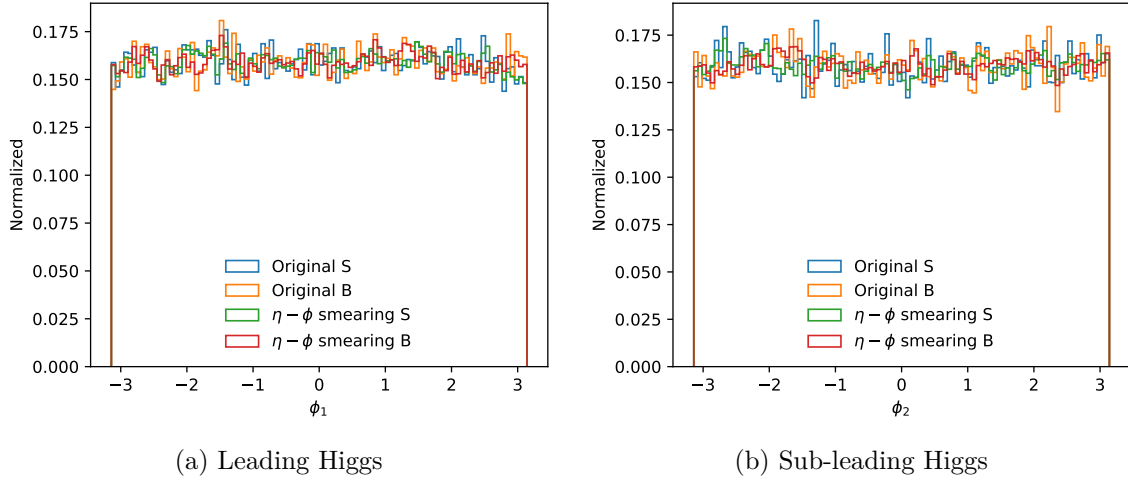 0.175
0.150
0.125
0.100
0.075
0.050
0.025
0.000
Normalized
−3 −2 −1 0 1 2 3
ϕ₁
Original S
Original B
η − ϕ smearing S
η − ϕ smearing B
(a) Leading Higgs
0.175
0.150
0.125
0.100
0.075
0.050
0.025
0.000
Normalized
−3 −2 −1 0 1 2 3
ϕ₂
Original S
Original B
η − ϕ smearing S
η − ϕ smearing B
(b) Sub-leading Higgs